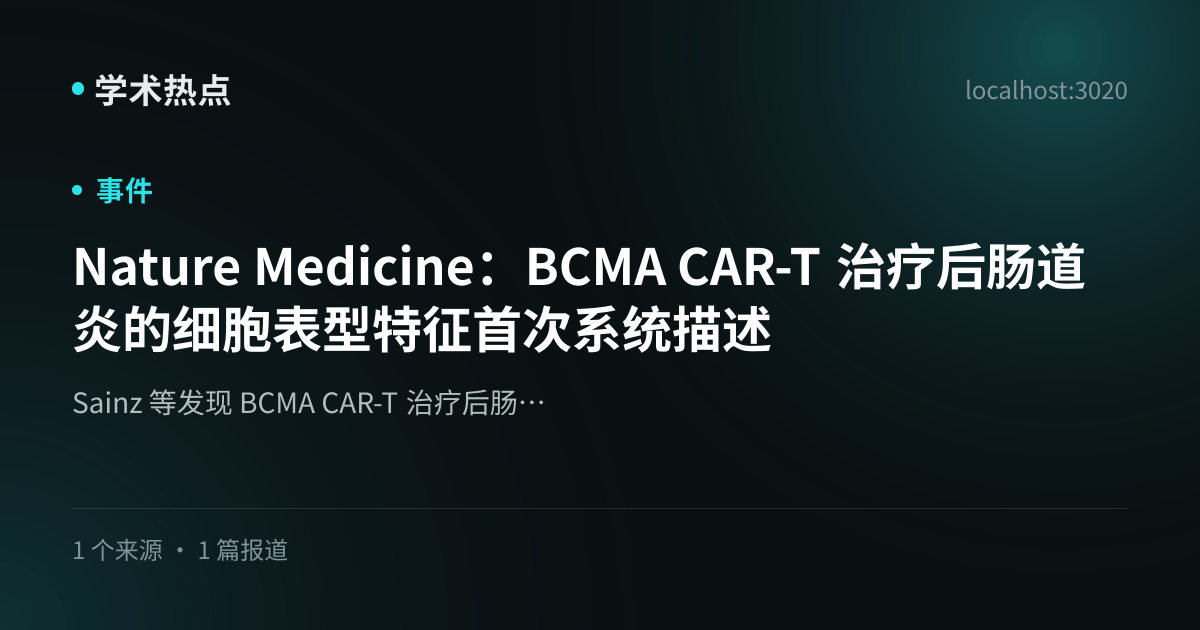 学术热点
localhost:3020
事件
Nature Medicine：BCMA CAR-T 治疗后肠道
炎的细胞表型特征首次系统描述
Sainz 等发现 BCMA CAR-T 治疗后肠…
1 个来源 · 1 篇报道